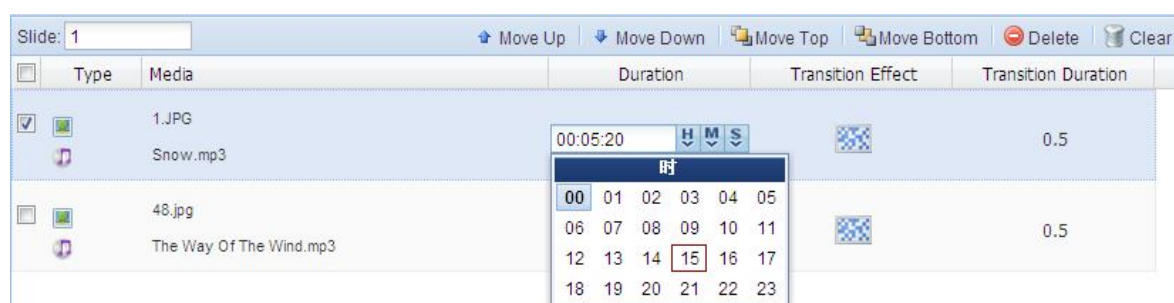 Slide: 1 Move Up Move Down Move Top Move Bottom Delete Clear
Type Media Duration Transition Effect Transition Duration
1.JPG
00:05:20 H M S 0.5
Snow.mp3
时
00 01 02 03 04 05
48.jpg
06 07 08 09 10 11 0.5
The Way Of The Wind.mp3
12 13 14 15 16 17
18 19 20 21 22 23